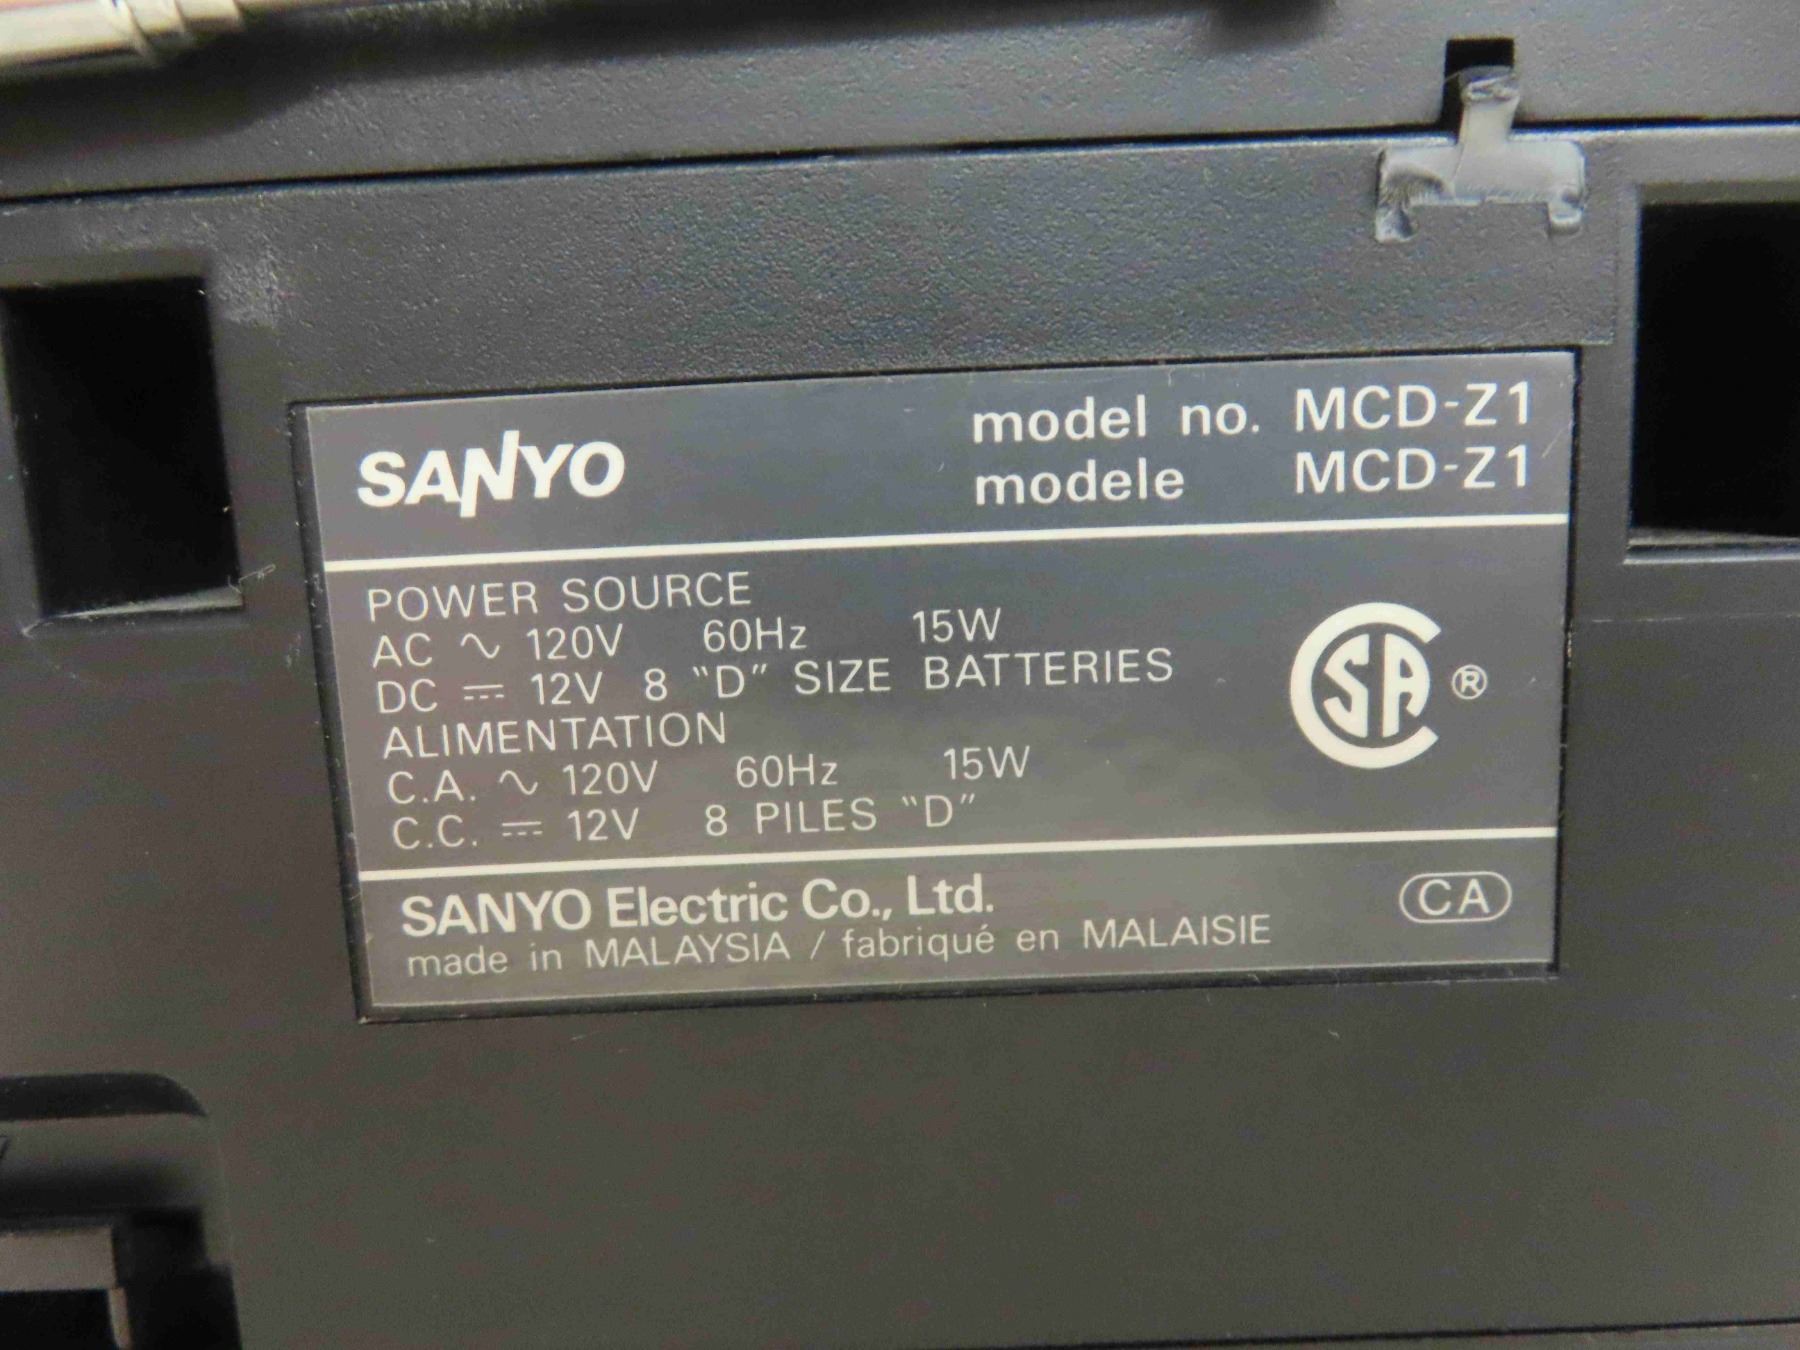 SANYO
model no. MCD-Z1
modele MCD-Z1
POWER SOURCE
AC ∿ 120V 60Hz 15W
DC ⎓ 12V 8 "D" SIZE BATTERIES
ALIMENTATION
C.A. ∿ 120V 60Hz 15W
C.C. ⎓ 12V 8 PILES "D"
CSA ®
SANYO Electric Co., Ltd.
made in MALAYSIA / fabriqué en MALAISIE
CA